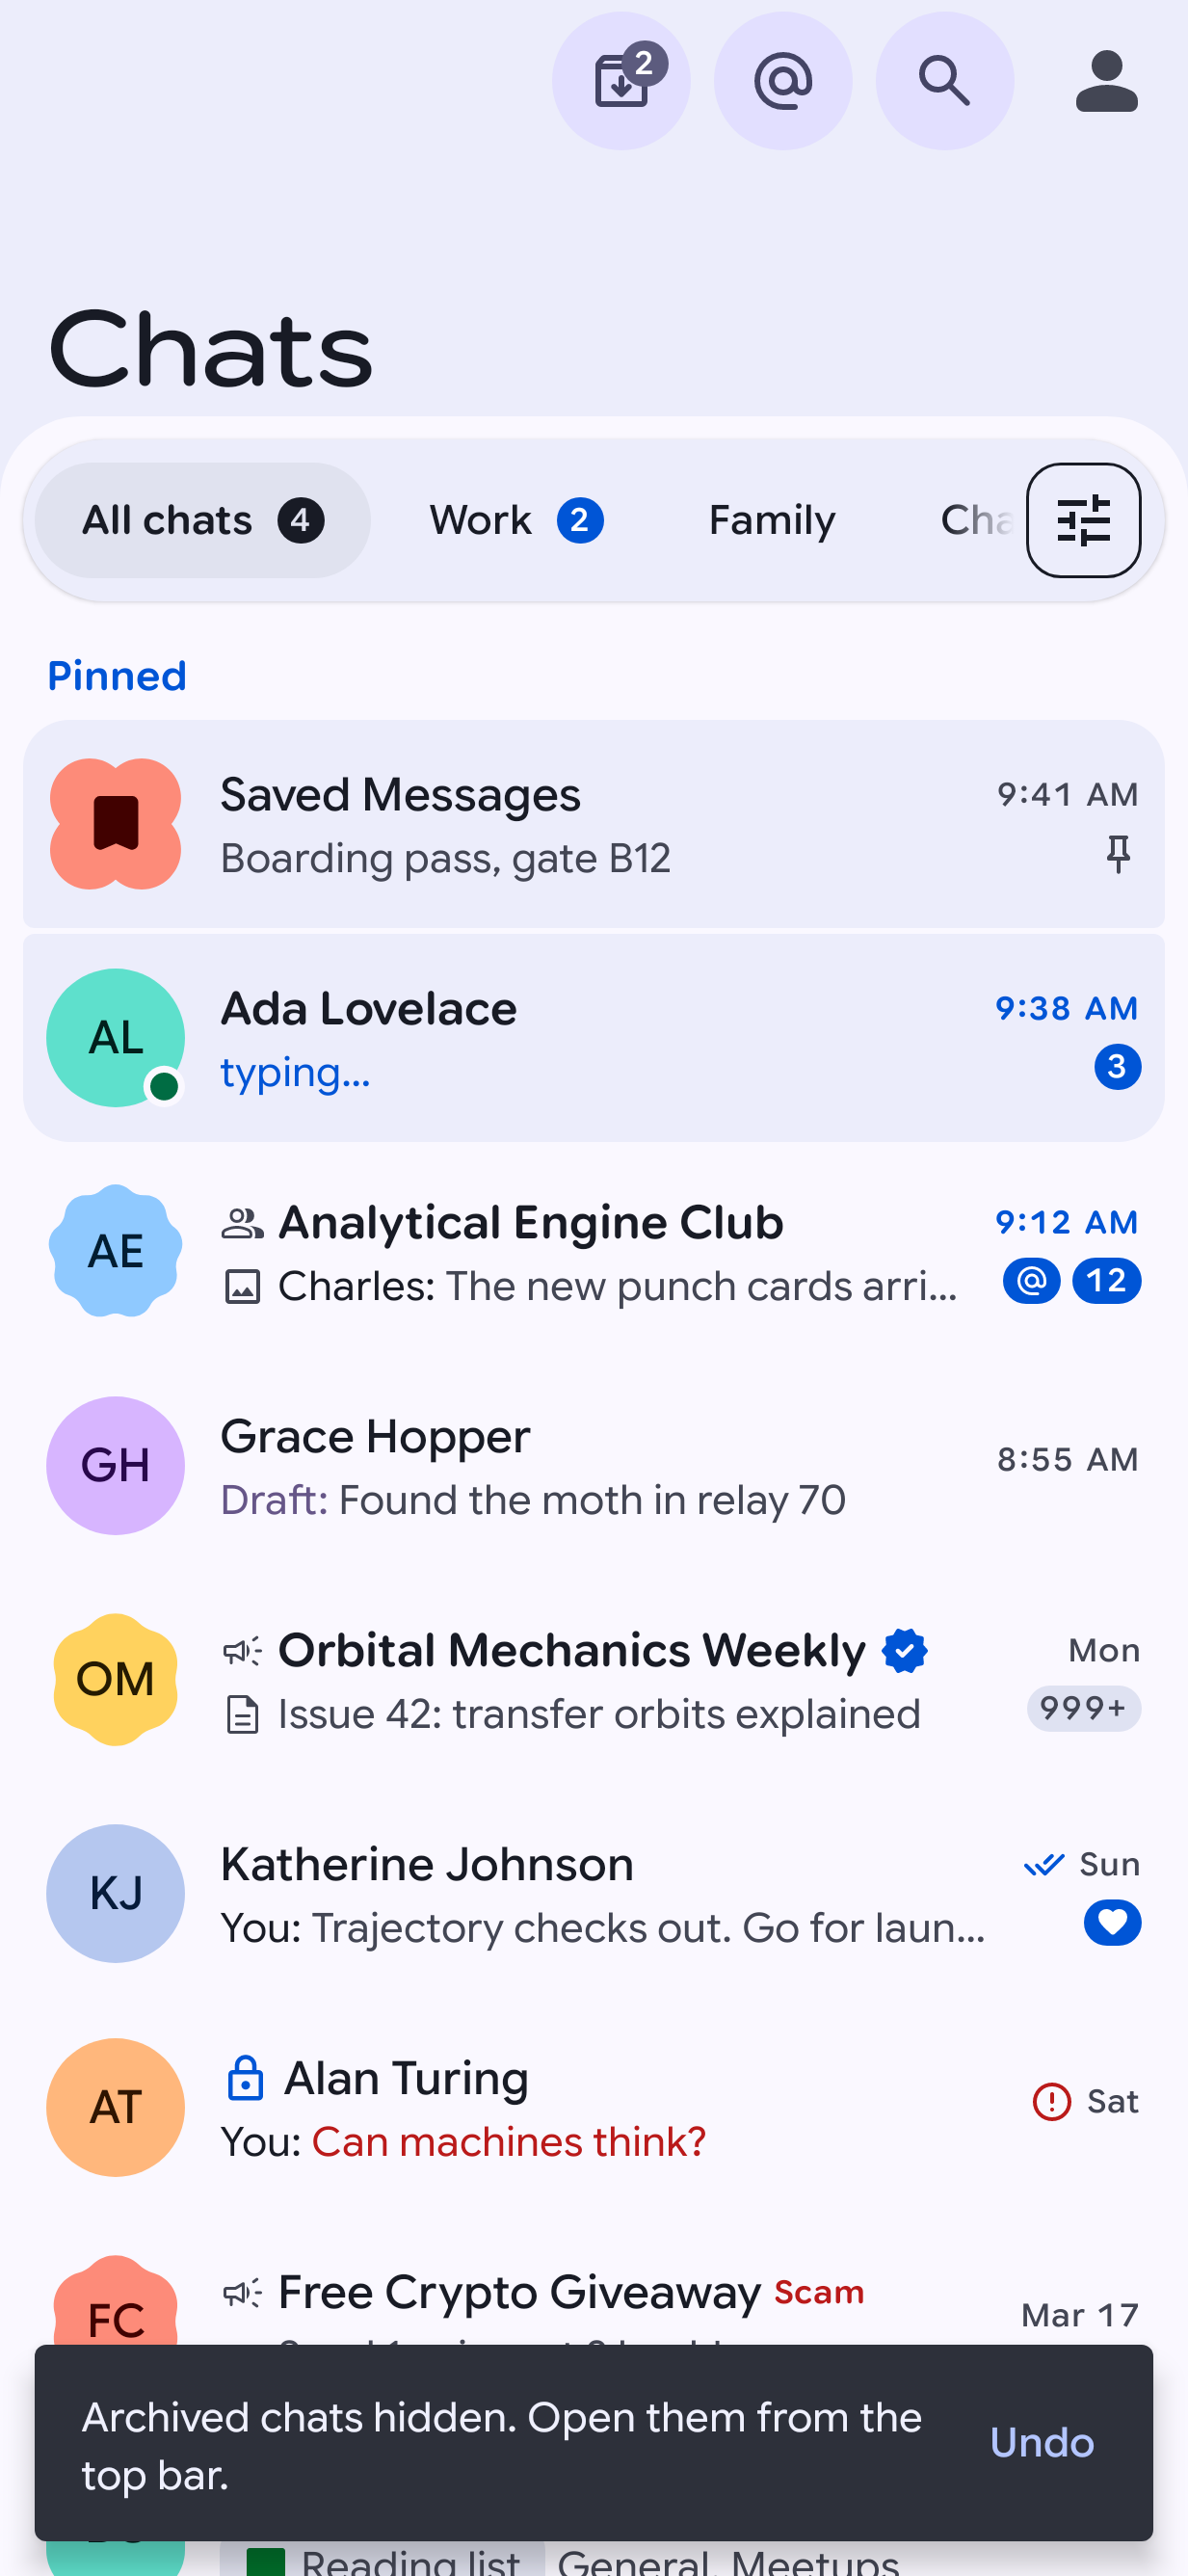 2
Chats
All chats 4 Work 2 Family Cha
Pinned
Saved Messages 9:41 AM
Boarding pass, gate B12
AL Ada Lovelace 9:38 AM
typing... 3
AE Analytical Engine Club 9:12 AM
Charles: The new punch cards arri... @ 12
GH Grace Hopper 8:55 AM
Draft: Found the moth in relay 70
OM Orbital Mechanics Weekly Mon
Issue 42: transfer orbits explained 999+
KJ Katherine Johnson Sun
You: Trajectory checks out. Go for laun...
AT Alan Turing Sat
You: Can machines think?
FC Free Crypto Giveaway Scam Mar 17
Archived chats hidden. Open them from the
top bar.
Undo
Reading list General, Meetups